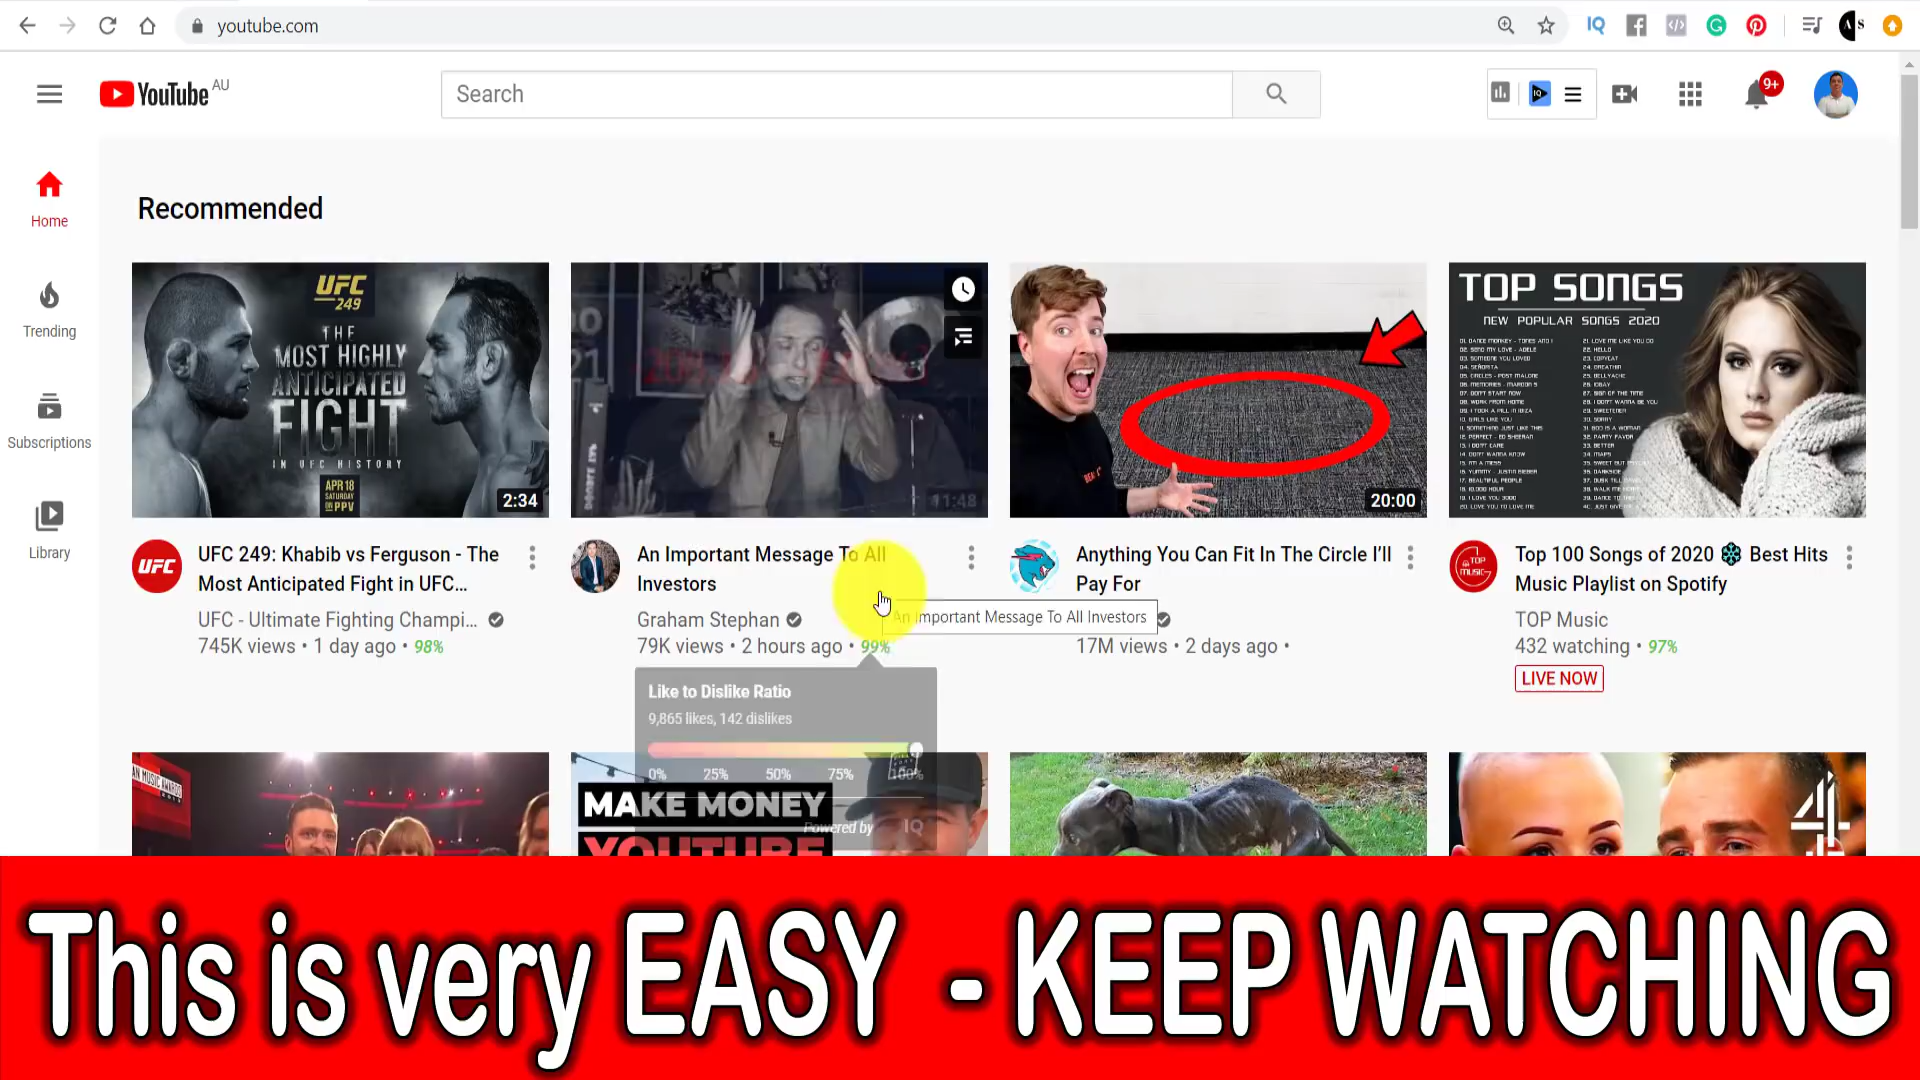 youtube.com
YouTube AU
Search
9+
Home
Trending
Subscriptions
Library
Recommended
UFC 249
THE
MOST HIGHLY
ANTICIPATED
FIGHT
IN UFC HISTORY
APR 18
SATURDAY
ON PPV
2:34
11:48
20:00
TOP SONGS
NEW POPULAR SONGS 2020
UFC
UFC 249: Khabib vs Ferguson - The
Most Anticipated Fight in UFC...
UFC - Ultimate Fighting Champi...
745K views • 1 day ago • 98%
An Important Message To All
Investors
Graham Stephan
79K views • 2 hours ago • 99%
An Important Message To All Investors
Like to Dislike Ratio
9,865 likes, 142 dislikes
0% 25% 50% 75% 100%
Powered by IQ
Anything You Can Fit In The Circle I'll
Pay For
17M views • 2 days ago •
TOP
MUSIC
Top 100 Songs of 2020 ❄ Best Hits
Music Playlist on Spotify
TOP Music
432 watching • 97%
LIVE NOW
MAKE MONEY
YOUTUBE
4
This is very EASY - KEEP WATCHING